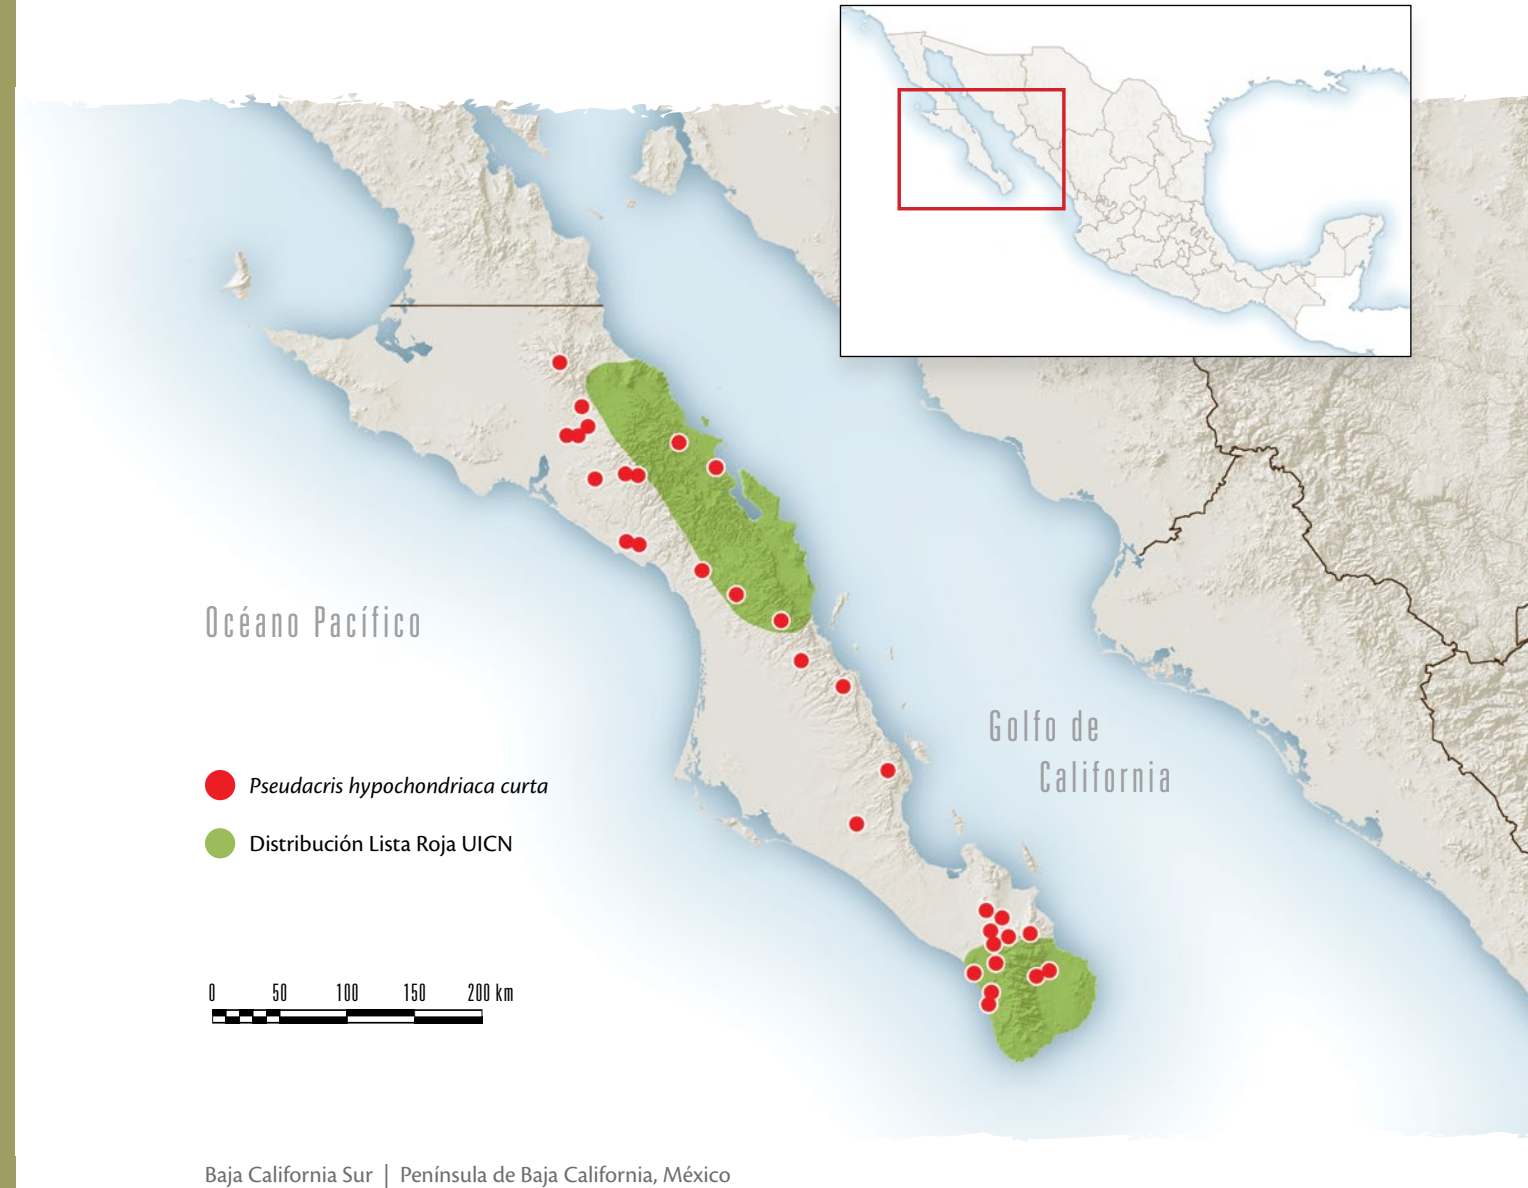 Océano Pacífico
Golfo de
California
Pseudacris hypochondriaca curta
Distribución Lista Roja UICN
0 50 100 150 200 km
Baja California Sur | Península de Baja California, México